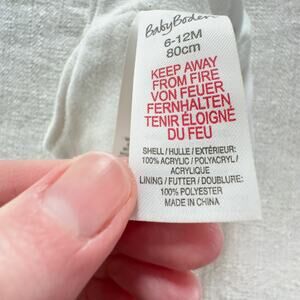 BabyBoden
6-12M
80cm
KEEP AWAY
FROM FIRE
VON FEUER
FERNHALTEN
TENIR ÉLOIGNÉ
DU FEU
SHELL / HULLE / EXTÉRIEUR:
100% ACRYLIC / POLYACRYL /
ACRYLIQUE
LINING / FUTTER / DOUBLURE:
100% POLYESTER
MADE IN CHINA